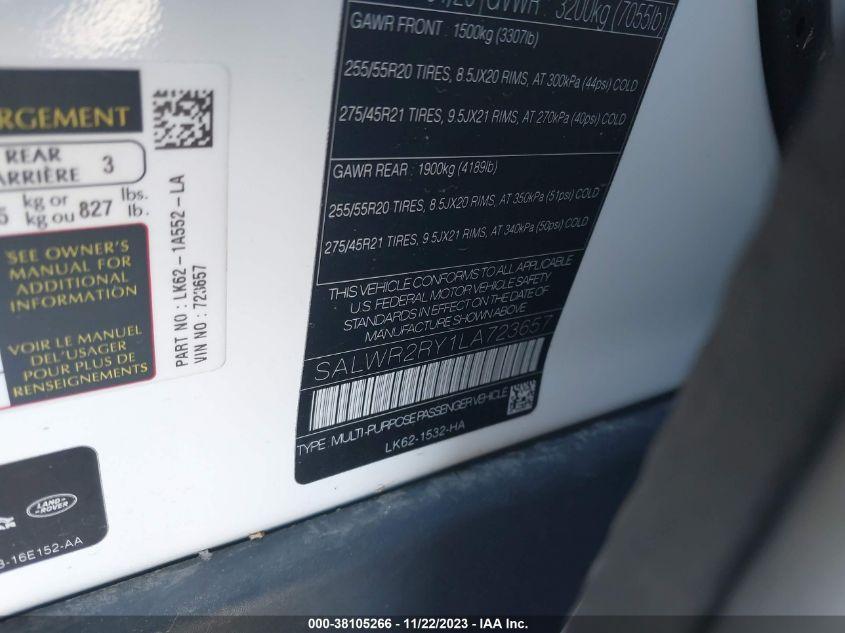 GVWR : 3200kg (7055lb)
GAWR FRONT : 1500kg (3307lb)
255/55R20 TIRES, 8.5JX20 RIMS, AT 300kPa (44psi) COLD
275/45R21 TIRES, 9.5JX21 RIMS, AT 270kPa (40psi) COLD
GAWR REAR : 1900kg (4189lb)
255/55R20 TIRES, 8.5JX20 RIMS, AT 350kPa (51psi) COLD
275/45R21 TIRES, 9.5JX21 RIMS, AT 340kPa (50psi) COLD
THIS VEHICLE CONFORMS TO ALL APPLICABLE
U.S. FEDERAL MOTOR VEHICLE SAFETY
STANDARDS IN EFFECT ON THE DATE OF
MANUFACTURE SHOWN ABOVE
SALWR2RY1LA723657
TYPE: MULTI-PURPOSE PASSENGER VEHICLE
LK62-1532-HA
RGEMENT
REAR
ARRIÈRE 3
kg or
kg ou 827 lbs.
lb.
SEE OWNER'S
MANUAL FOR
ADDITIONAL
INFORMATION
VOIR LE MANUEL
DEL'USAGER
POUR PLUS DE
RENSEIGNEMENTS
PART NO : LK62-1A552-LA
VIN NO : 723657
LAND
ROVER
-16E152-AA
000-38105266 - 11/22/2023 - IAA Inc.